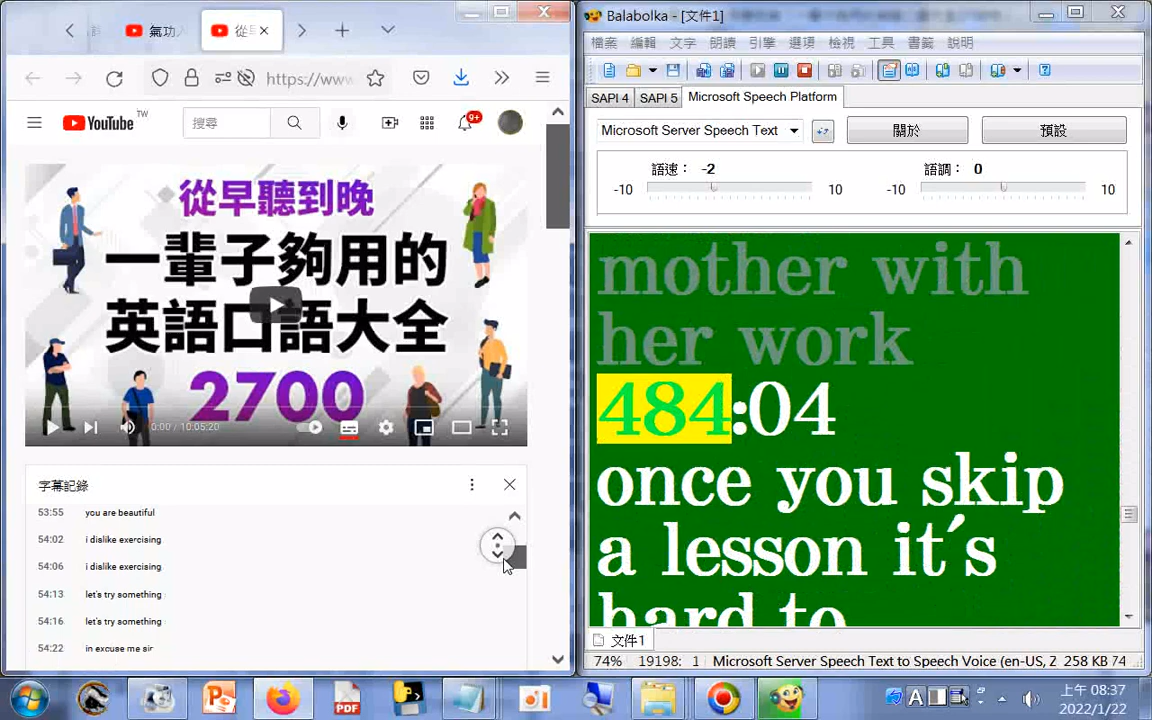 氣功
從
https://www
YouTube TW
搜尋
9+
從早聽到晚
一輩子夠用的
英語口語大全
2700
0:00 / 10:05:20
字幕記錄
53:55 you are beautiful
54:02 i dislike exercising
54:06 i dislike exercising
54:13 let's try something
54:16 let's try something
54:22 in excuse me sir
Balabolka - [文件1]
檔案 編輯 文字 朗讀 引擎 選項 檢視 工具 書籤 說明
SAPI 4 SAPI 5 Microsoft Speech Platform
Microsoft Server Speech Text 關於 預設
語速： -2 語調： 0
-10 10 -10 10
mother with
her work
484:04
once you skip
a lesson it's
hard to
文件1
74% 19198: 1 Microsoft Server Speech Text to Speech Voice (en-US, Z 258 KB 74
PDF
A
上午 08:37
2022/1/22